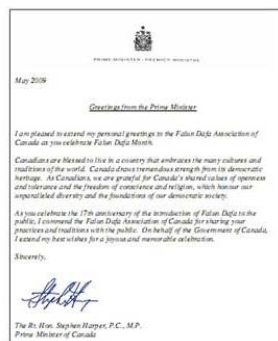 PRIME MINISTER - PREMIER MINISTRE
May 2009
Greetings from the Prime Minister
I am pleased to extend my personal greetings to the Falun Dafa Association of
Canada as you celebrate Falun Dafa Month.
Canadians are blessed to live in a country that embraces the many cultures and
traditions of the world. Canada draws tremendous strength from its democratic
heritage. As Canadians, we are grateful for Canada's shared values of openness
and tolerance and the freedom of conscience and religion, which honour our
unparalleled diversity and the foundations of our democratic society.
As you celebrate the 17th anniversary of the introduction of Falun Dafa to the
public, I commend the Falun Dafa Association of Canada for sharing your
practices and traditions with the public. On behalf of the Government of Canada,
I extend my best wishes for a joyous and memorable celebration.
Sincerely,
The Rt. Hon. Stephen Harper, P.C., M.P.
Prime Minister of Canada